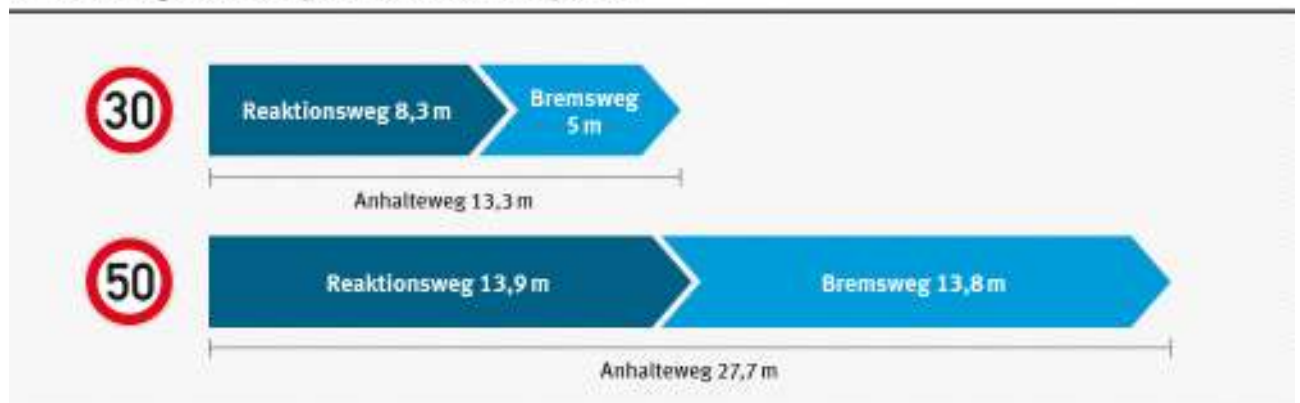 30
Reaktionsweg 8,3 m
Bremsweg
5 m
Anhalteweg 13,3 m
50
Reaktionsweg 13,9 m
Bremsweg 13,8 m
Anhalteweg 27,7 m